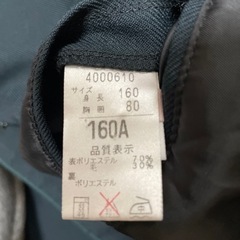 4000610
サイズ
身長 160
胸囲 80
160A
品質表示
表ポリエステル 70%
毛 30%
裏
ポリエステル